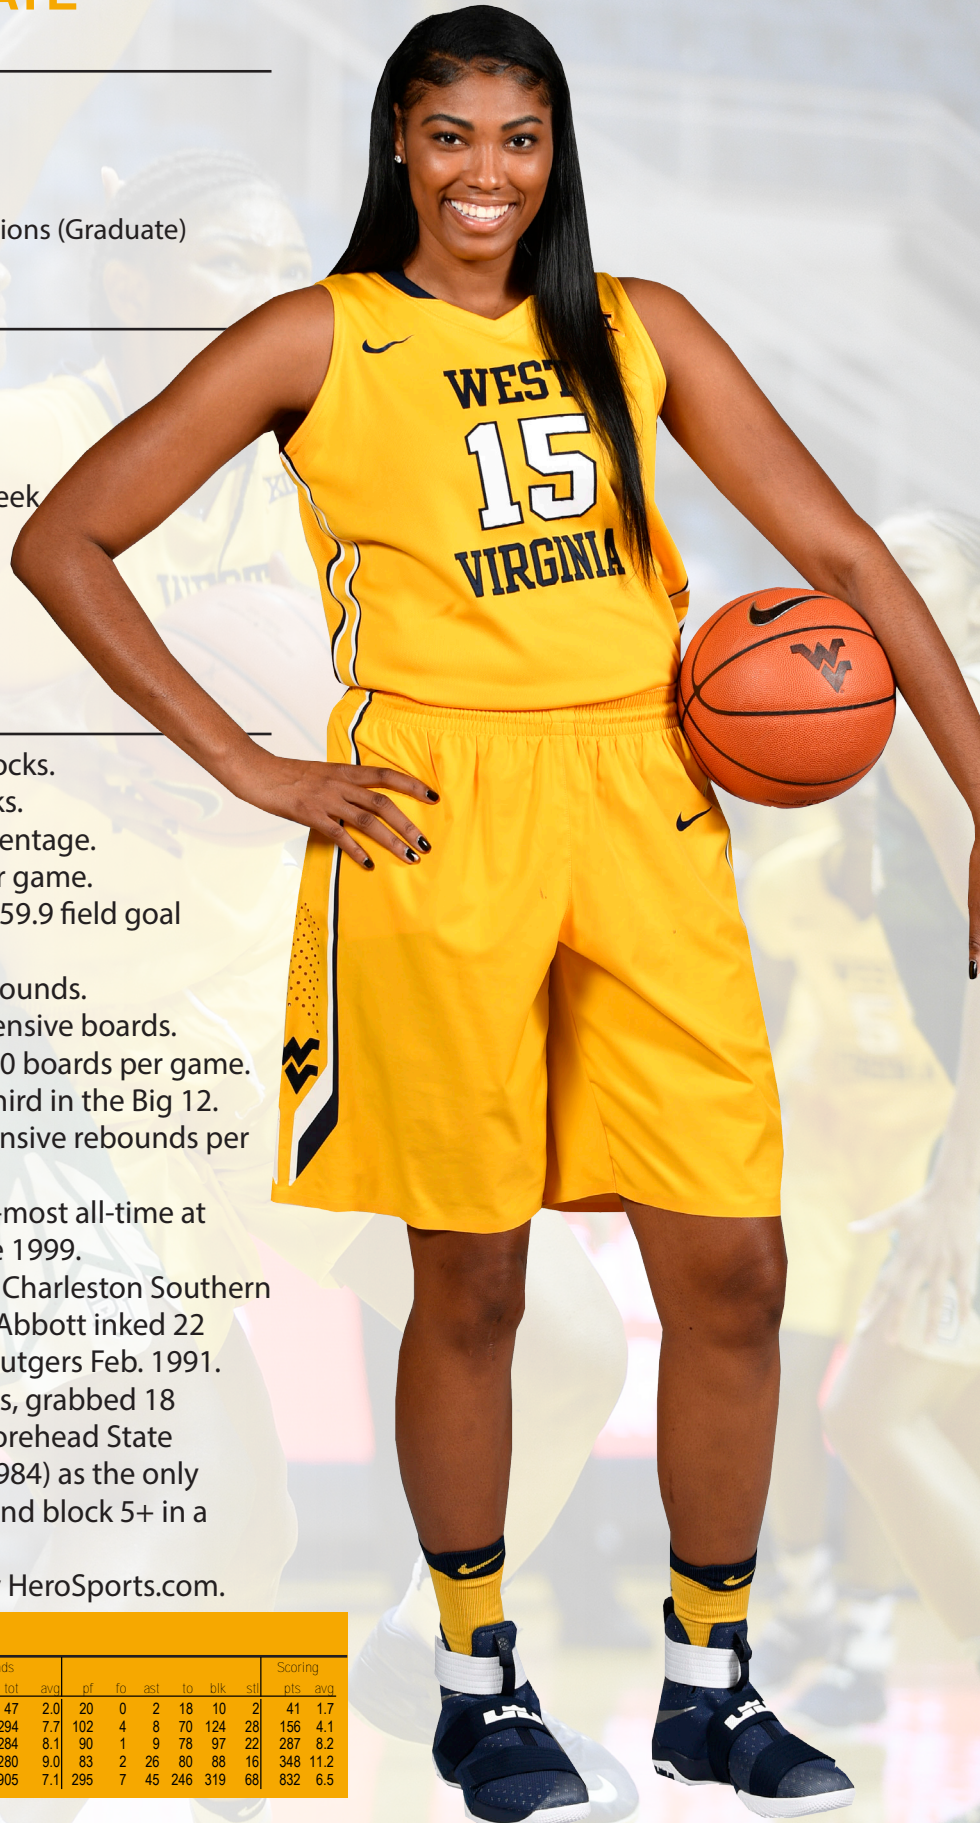 ATE
ions (Graduate)
eek
WEST
15
VIRGINIA
ocks.
ks.
entage.
r game.
59.9 field goal
ounds.
ensive boards.
0 boards per game.
hird in the Big 12.
nsive rebounds per
-most all-time at
e 1999.
Charleston Southern
Abbott inked 22
utgers Feb. 1991.
s, grabbed 18
orehead State
984) as the only
nd block 5+ in a
HeroSports.com.
ds Scoring
tot avg pf fo ast to blk stl pts avg
47 2.0 20 0 2 18 10 2 41 1.7
294 7.7 102 4 8 70 124 28 156 4.1
284 8.1 90 1 9 78 97 22 287 8.2
280 9.0 83 2 26 80 88 16 348 11.2
905 7.1 295 7 45 246 319 68 832 6.5